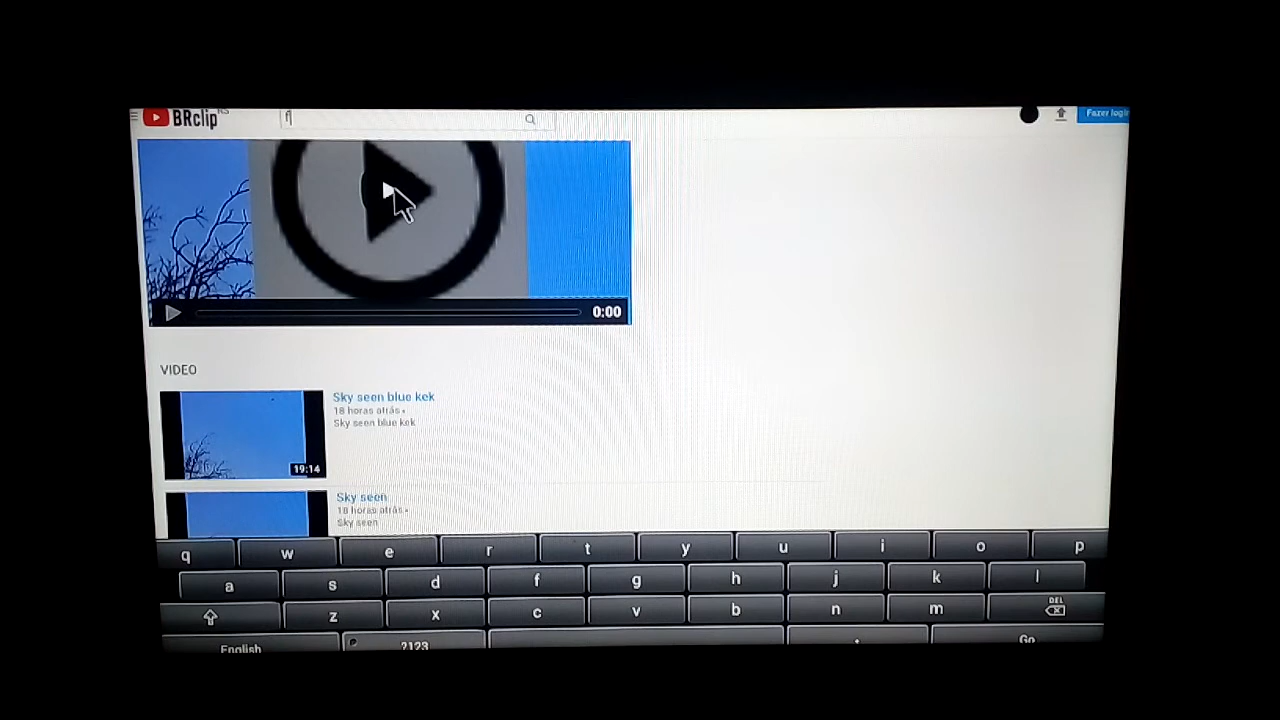 BRclip RS
f
Fazer login
0:00
VIDEO
Sky seen blue kek
18 horas atrás •
Sky seen blue kek
19:14
Sky seen
18 horas atrás •
Sky seen
q w e r t y u i o p
a s d f g h j k l
z x c v b n m DEL
English ?123 . Go